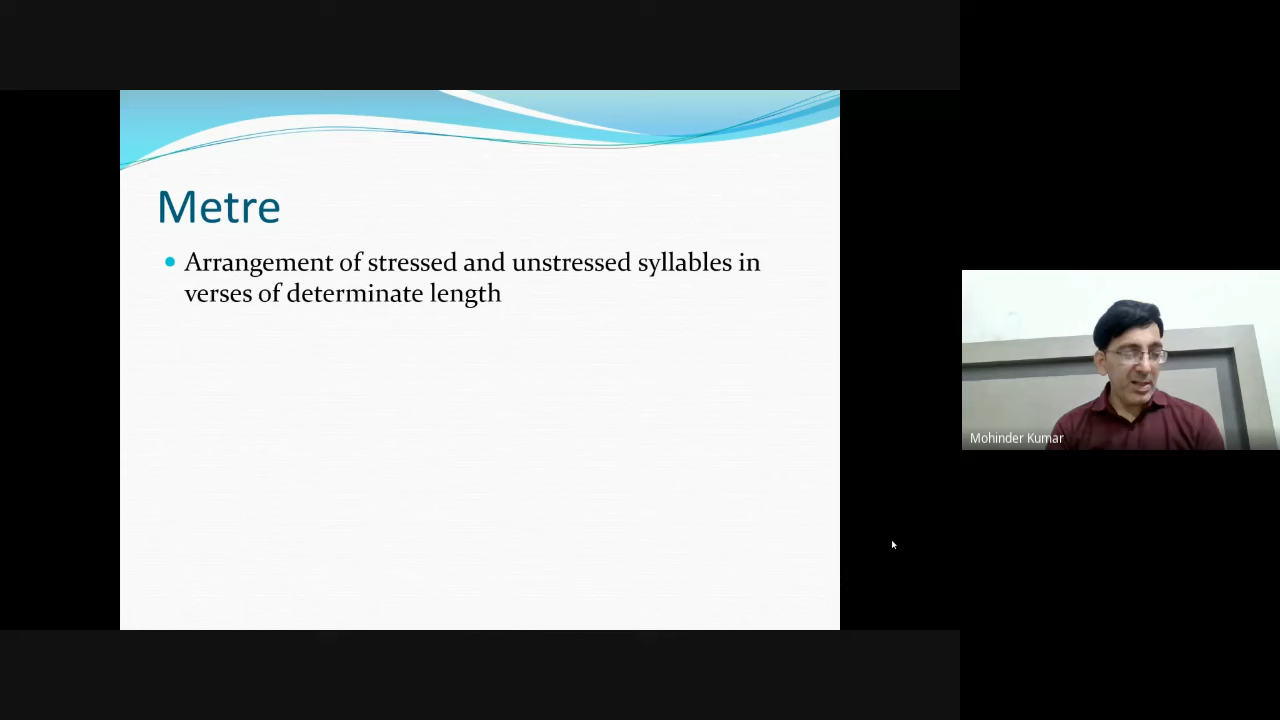 Metre
Arrangement of stressed and unstressed syllables in
verses of determinate length
Mohinder Kumar